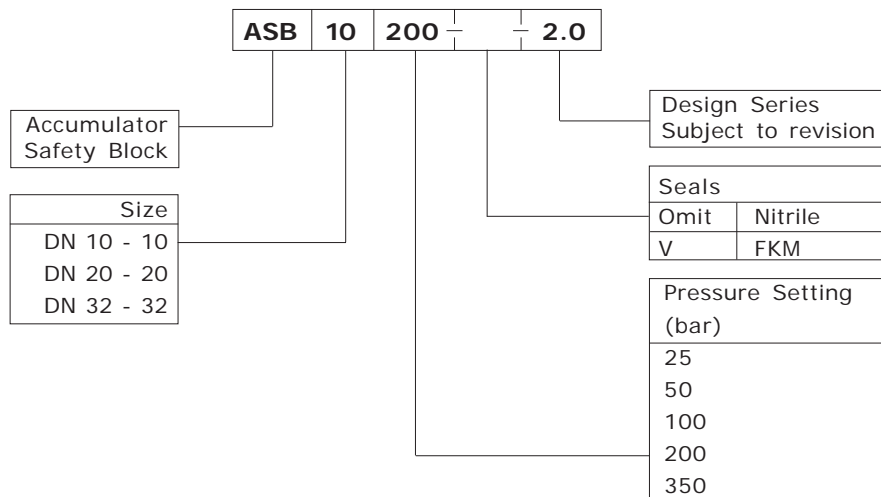 ASB 10 200 - - 2.0
Accumulator
Safety Block
Size
DN 10 - 10
DN 20 - 20
DN 32 - 32
Design Series
Subject to revision
Seals
Omit Nitrile
V FKM
Pressure Setting
(bar)
25
50
100
200
350